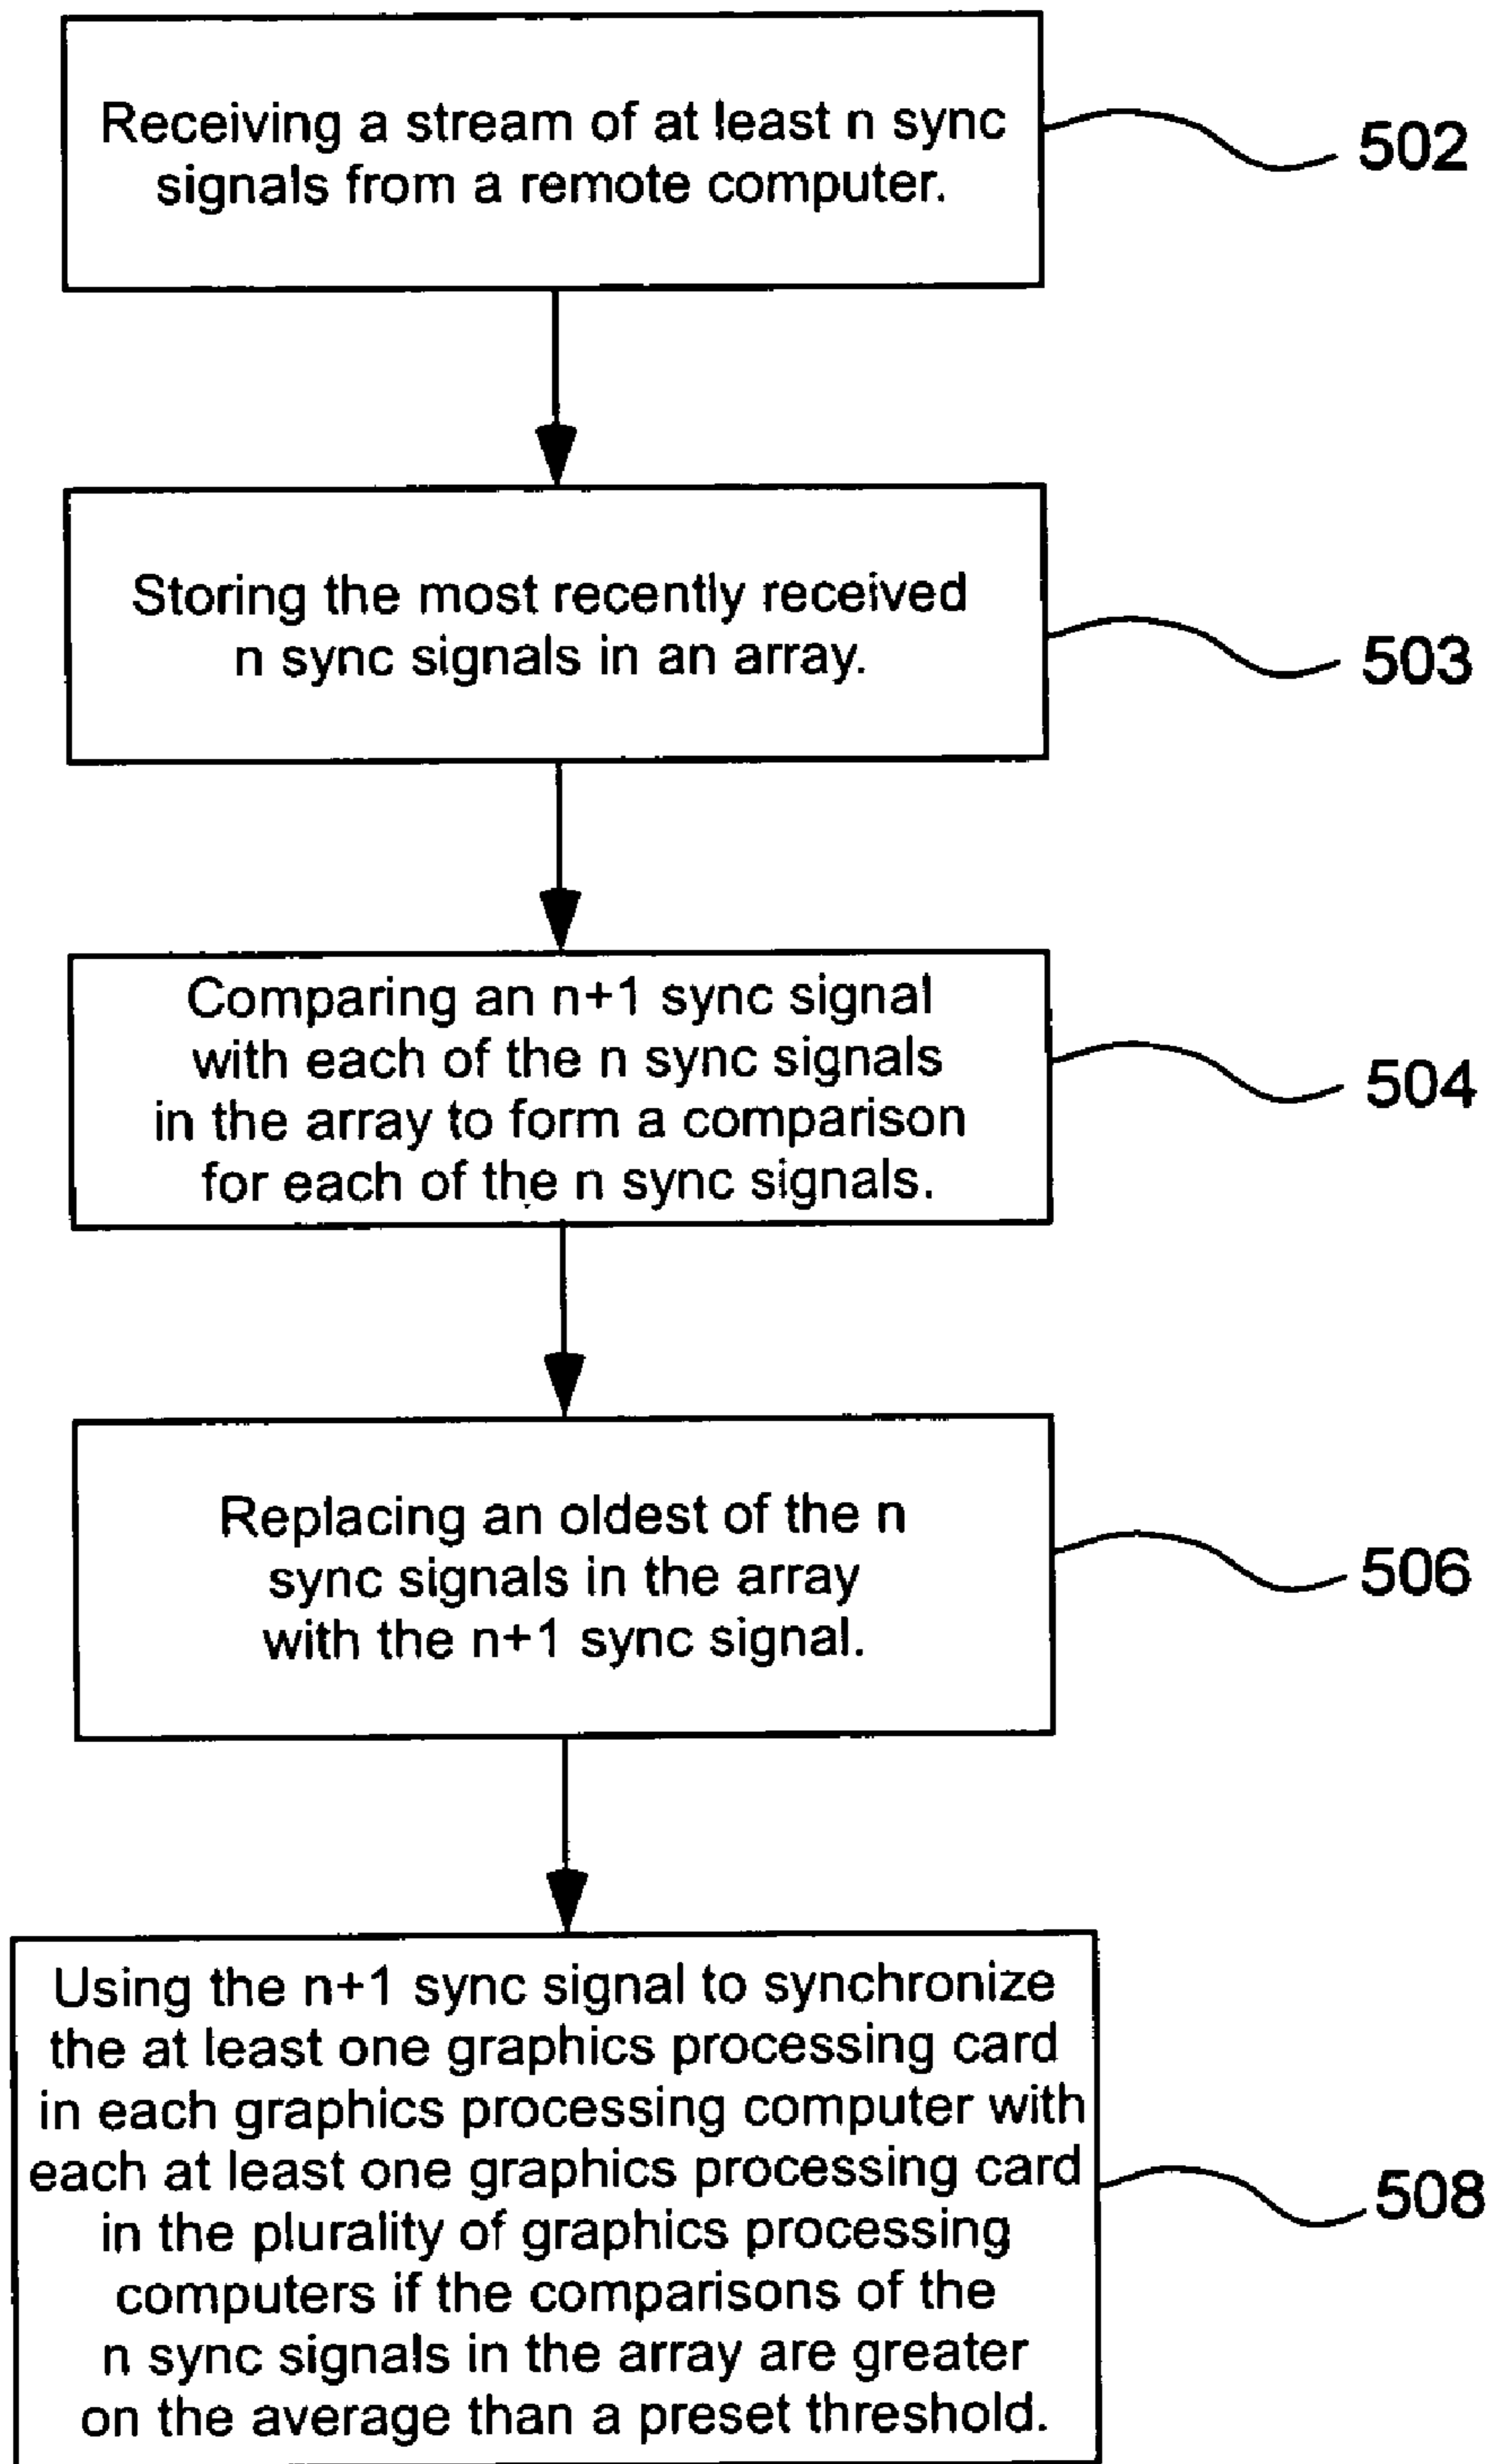 Receiving a stream of at least n sync
signals from a remote computer.
502
Storing the most recently received
n sync signals in an array.
503
Comparing an n+1 sync signal
with each of the n sync signals
in the array to form a comparison
for each of the n sync signals.
504
Replacing an oldest of the n
sync signals in the array
with the n+1 sync signal.
506
Using the n+1 sync signal to synchronize
the at least one graphics processing card
in each graphics processing computer with
each at least one graphics processing card
in the plurality of graphics processing
computers if the comparisons of the
n sync signals in the array are greater
on the average than a preset threshold.
508